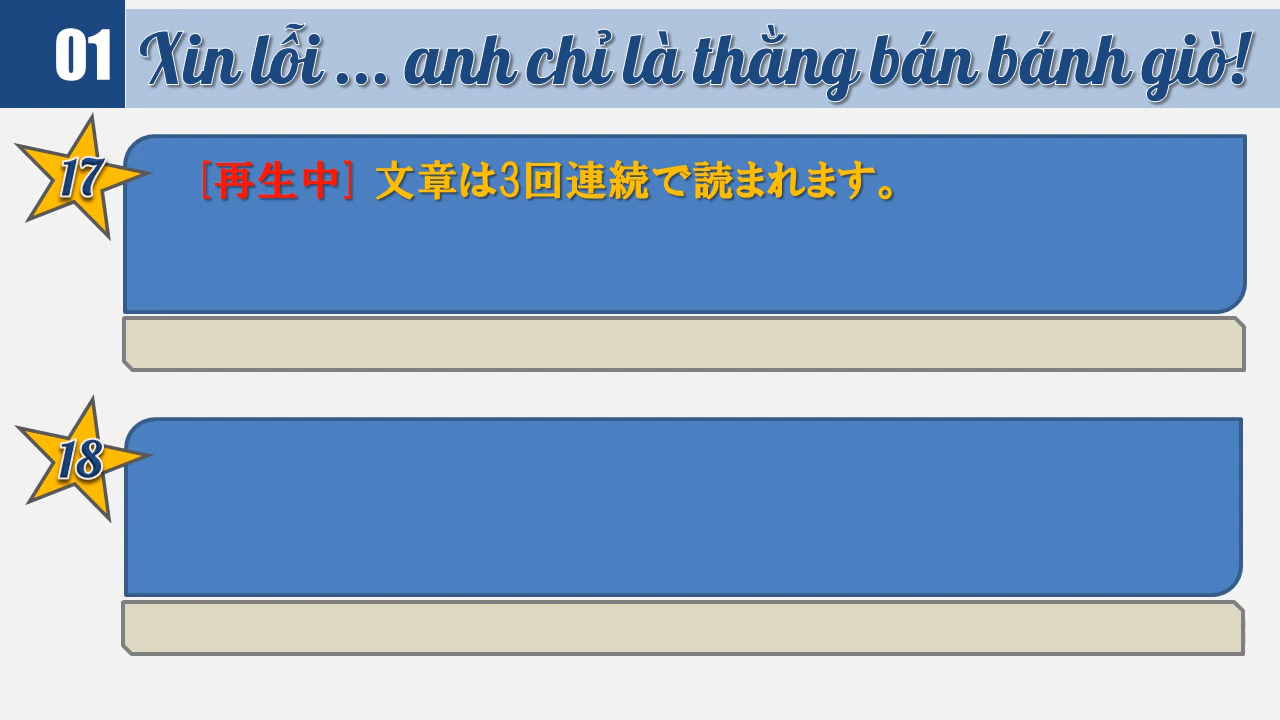 01
Xin lỗi ... anh chỉ là thằng bán bánh giò!
17
[再生中] 文章は3回連続で読まれます。
18